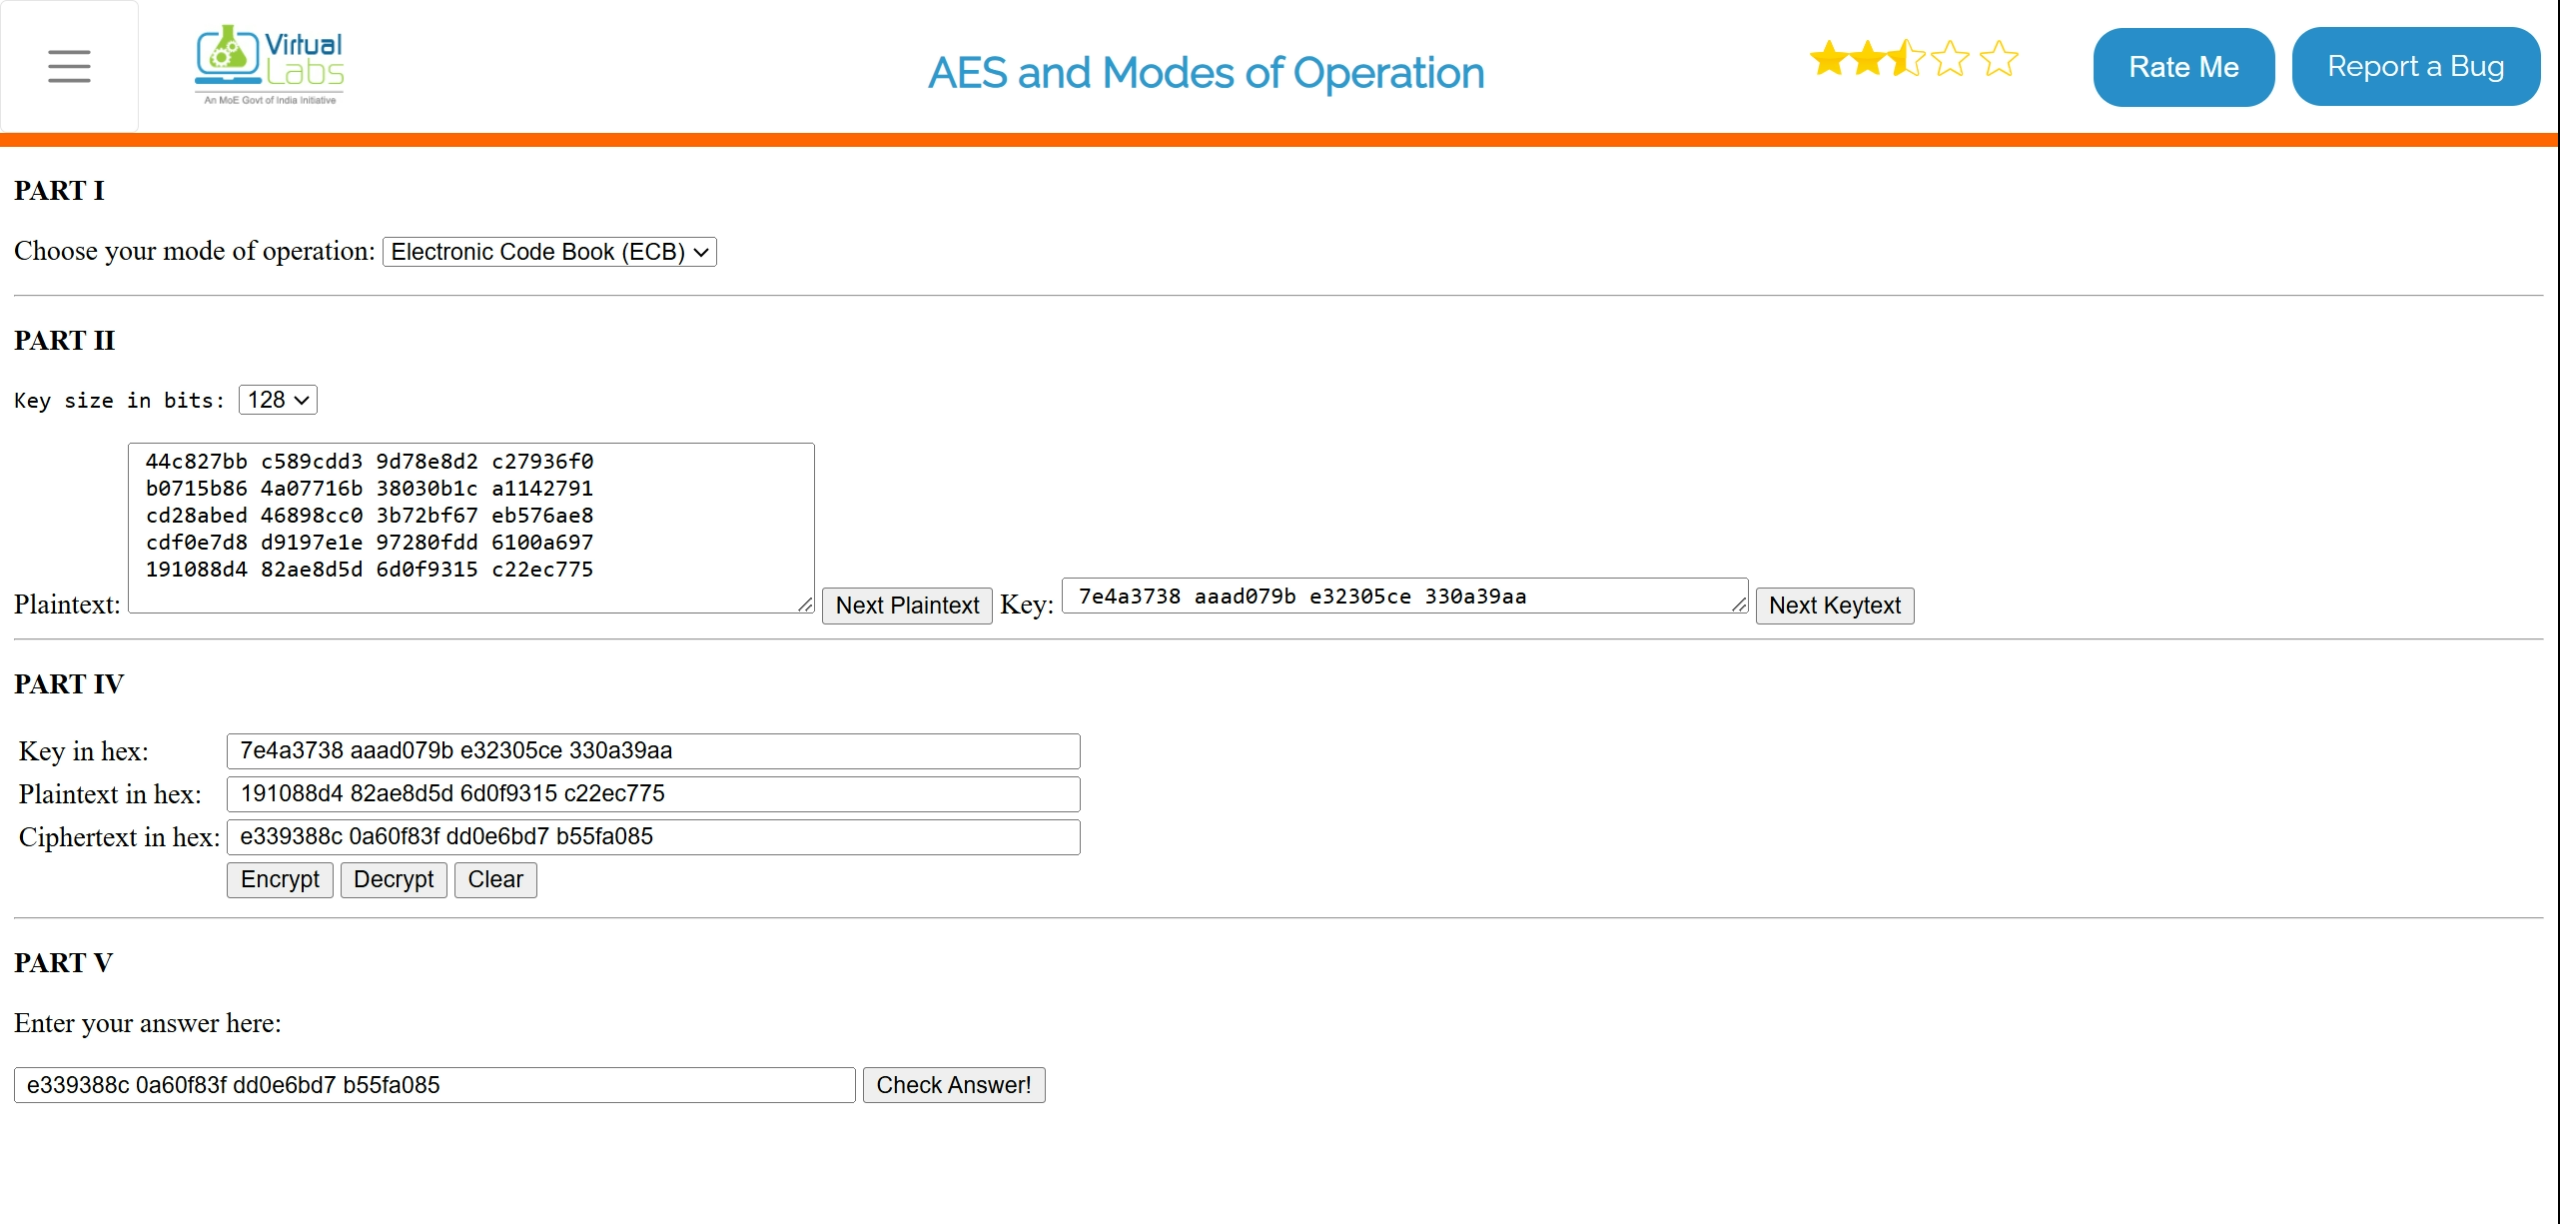 Virtual Labs
An MoE Govt of India Initiative
AES and Modes of Operation
Rate Me
Report a Bug
PART I
Choose your mode of operation: Electronic Code Book (ECB)
PART II
Key size in bits: 128
44c827bb c589cdd3 9d78e8d2 c27936f0
b0715b86 4a07716b 38030b1c a1142791
cd28abed 46898cc0 3b72bf67 eb576ae8
cdf0e7d8 d9197e1e 97280fdd 6100a697
191088d4 82ae8d5d 6d0f9315 c22ec775
Plaintext: Next Plaintext Key: 7e4a3738 aaad079b e32305ce 330a39aa Next Keytext
PART IV
Key in hex: 7e4a3738 aaad079b e32305ce 330a39aa
Plaintext in hex: 191088d4 82ae8d5d 6d0f9315 c22ec775
Ciphertext in hex: e339388c 0a60f83f dd0e6bd7 b55fa085
Encrypt Decrypt Clear
PART V
Enter your answer here:
e339388c 0a60f83f dd0e6bd7 b55fa085 Check Answer!